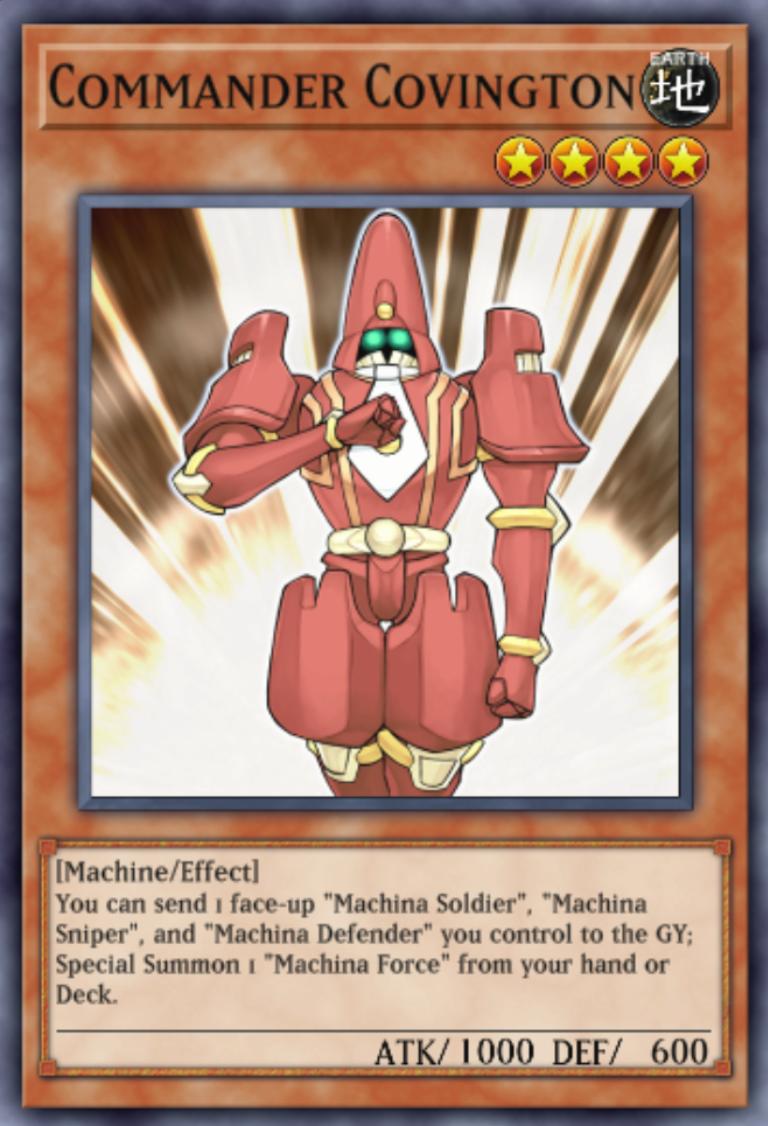 COMMANDER COVINGTON
EARTH
地
[Machine/Effect]
You can send 1 face-up "Machina Soldier", "Machina
Sniper", and "Machina Defender" you control to the GY;
Special Summon 1 "Machina Force" from your hand or
Deck.
ATK/ 1000 DEF/ 600